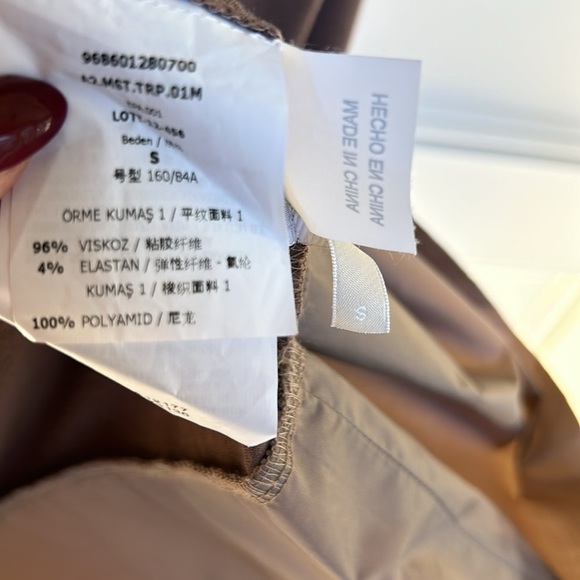 968601280700
A2.MST.TRP.01M
LOT:
Beden /
S
号型 160/84A
ÖRME KUMAŞ 1 / 平纹面料 1
96% VISKOZ / 粘胶纤维
4% ELASTAN / 弹性纤维 - 氨纶
KUMAŞ 1 / 梭织面料 1
100% POLYAMID / 尼龙
HECHO EN CHINA
MADE IN CHINA
S